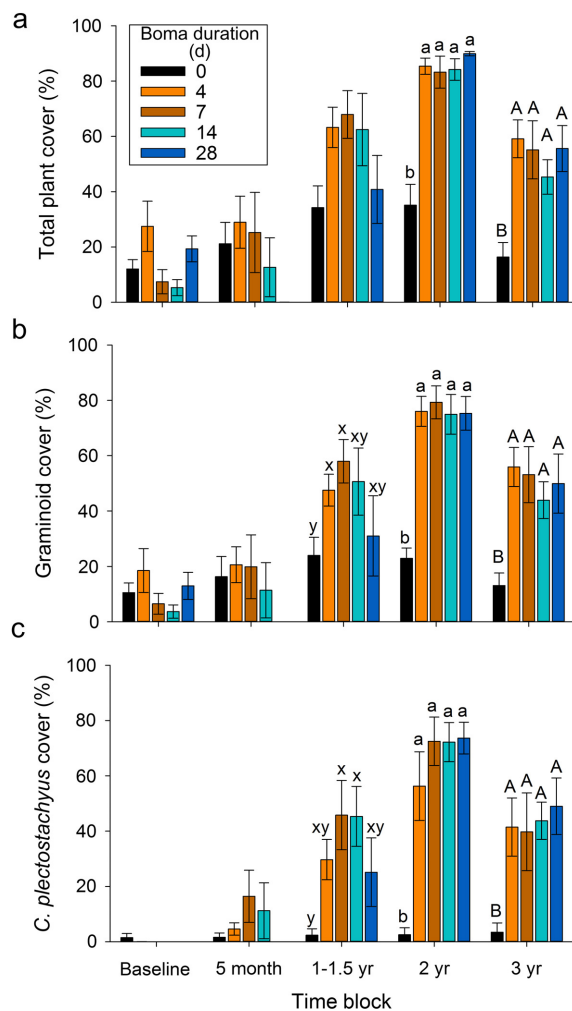 a
Boma duration
(d)
0
4
7
14
28
Total plant cover (%)
100
80
60
40
20
0
a a a a
b
A A A A
B
b
Graminoid cover (%)
100
80
60
40
20
0
y x x xy xy
b a a a a
B A A A A
c
C. plectostachyus cover (%)
100
80
60
40
20
0
y xy x x xy
b a a a a
B A A A A
Baseline 5 month 1-1.5 yr 2 yr 3 yr
Time block